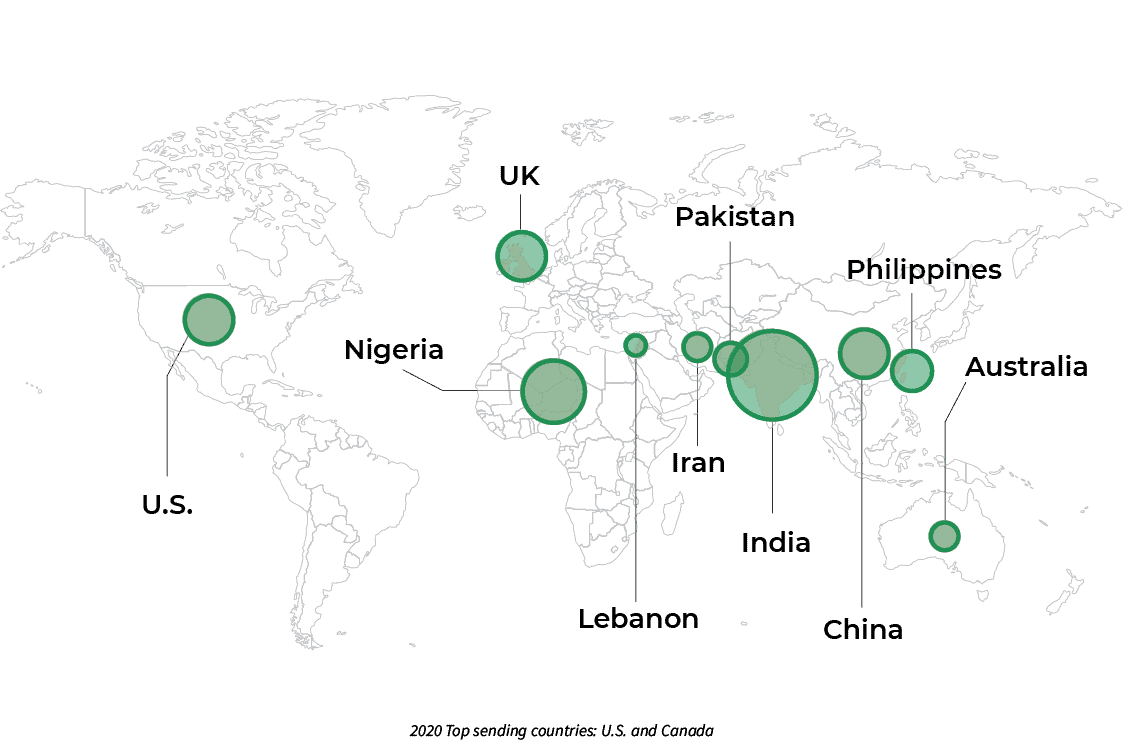 UK
Pakistan
Philippines
Nigeria
Australia
Iran
U.S.
India
Lebanon
China
2020 Top sending countries: U.S. and Canada